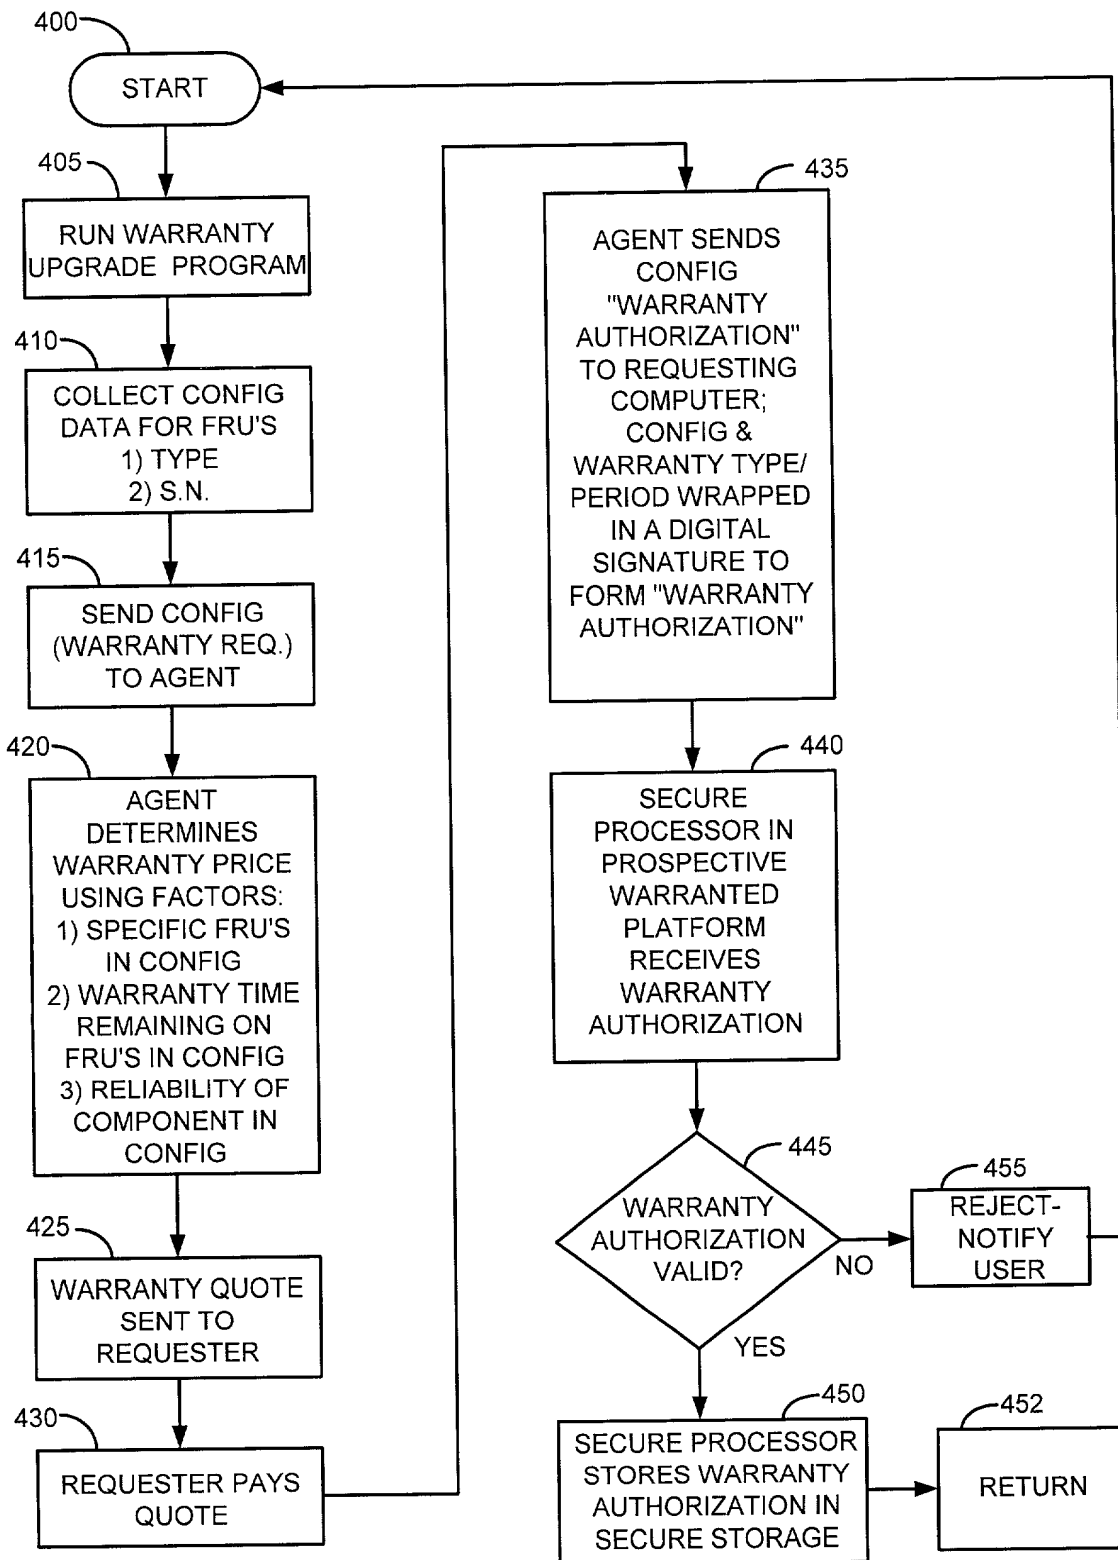 400
START
405
RUN WARRANTY
UPGRADE PROGRAM
410
COLLECT CONFIG
DATA FOR FRU'S
1) TYPE
2) S.N.
415
SEND CONFIG
(WARRANTY REQ.)
TO AGENT
420
AGENT
DETERMINES
WARRANTY PRICE
USING FACTORS:
1) SPECIFIC FRU'S
IN CONFIG
2) WARRANTY TIME
REMAINING ON
FRU'S IN CONFIG
3) RELIABILITY OF
COMPONENT IN
CONFIG
425
WARRANTY QUOTE
SENT TO
REQUESTER
430
REQUESTER PAYS
QUOTE
435
AGENT SENDS
CONFIG
"WARRANTY
AUTHORIZATION"
TO REQUESTING
COMPUTER;
CONFIG &
WARRANTY TYPE/
PERIOD WRAPPED
IN A DIGITAL
SIGNATURE TO
FORM "WARRANTY
AUTHORIZATION"
440
SECURE
PROCESSOR IN
PROSPECTIVE
WARRANTED
PLATFORM
RECEIVES
WARRANTY
AUTHORIZATION
445
WARRANTY
AUTHORIZATION
VALID?
NO
YES
455
REJECT-
NOTIFY
USER
450
SECURE PROCESSOR
STORES WARRANTY
AUTHORIZATION IN
SECURE STORAGE
452
RETURN